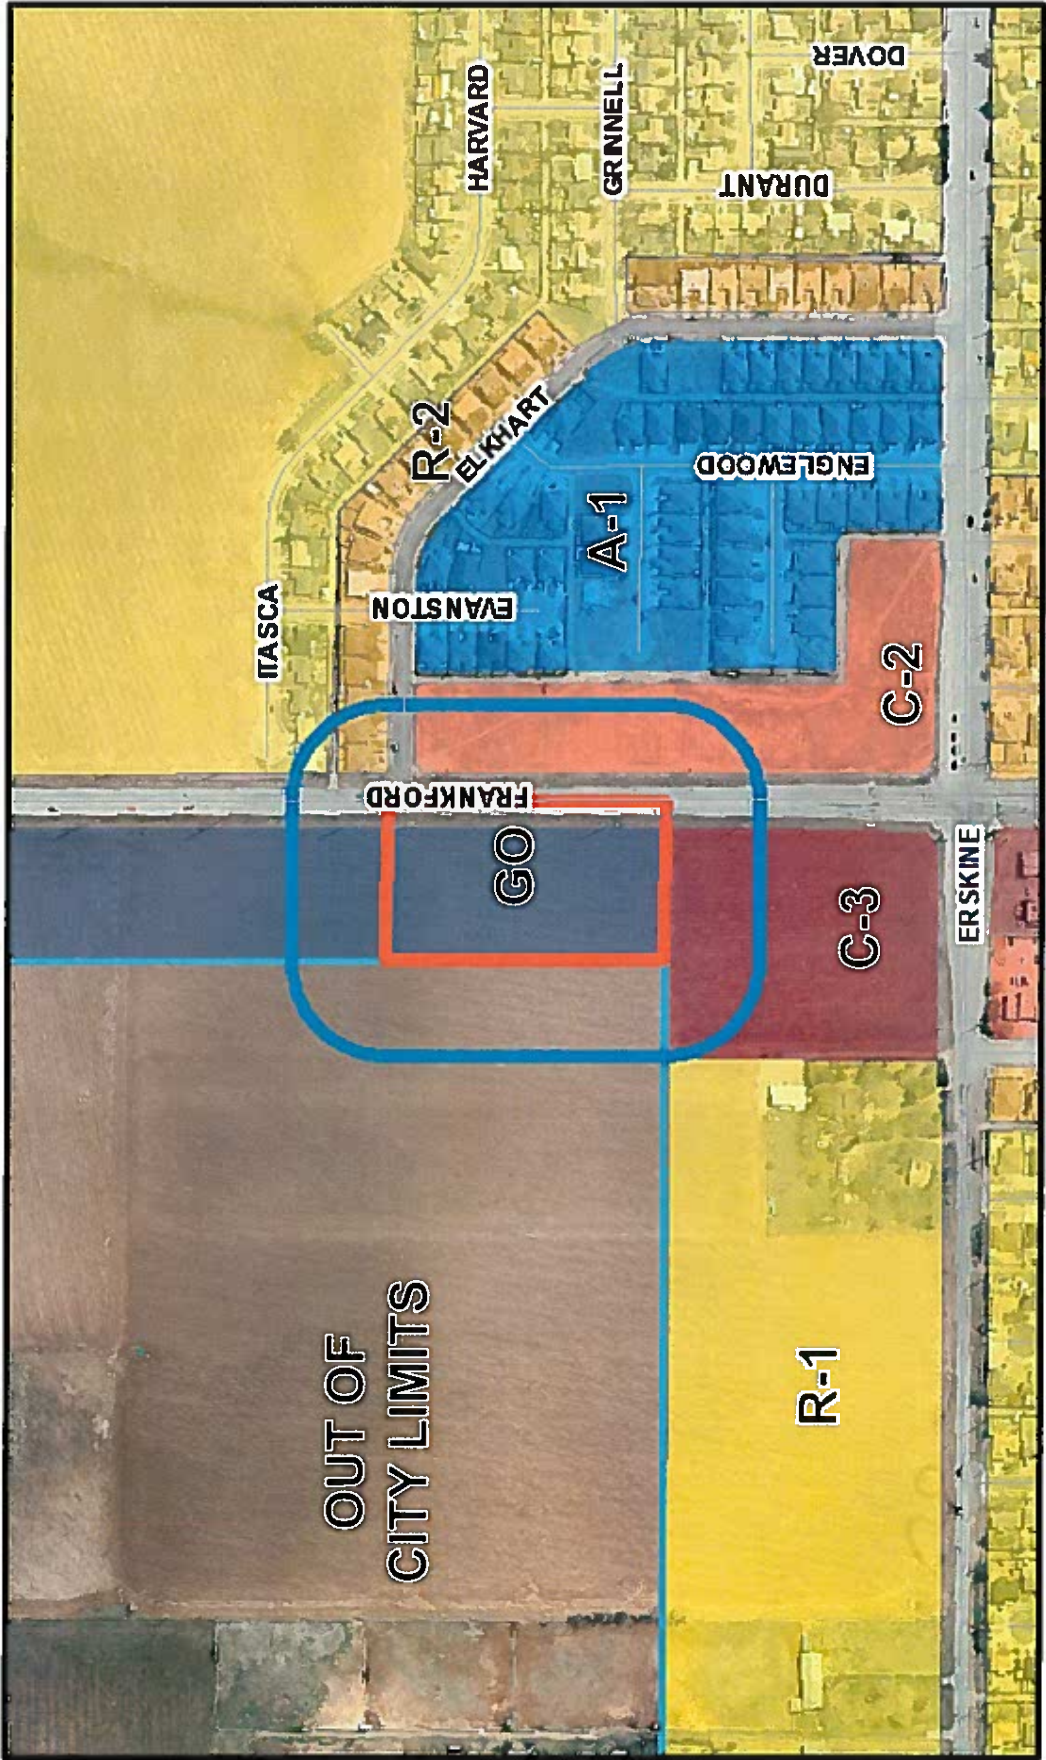 OUT OF
CITY LIMITS
R-1
GO
C-3
FRANKFORD
ERSKINE
ITASCA
EVANSTON
R-2
ELKHART
A-1
C-2
ENGLEWOOD
HARVARD
GRINNELL
DURANT
DOVER